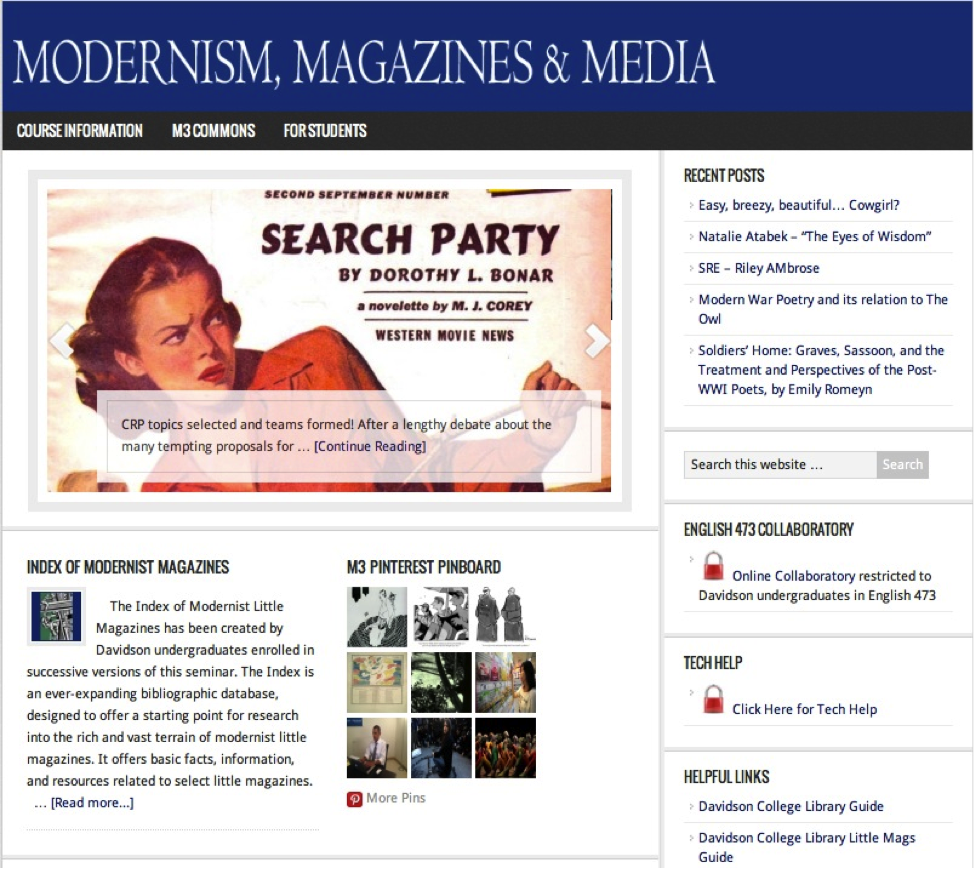 MODERNISM, MAGAZINES & MEDIA
COURSE INFORMATION M3 COMMONS FOR STUDENTS
SECOND SEPTEMBER NUMBER
SEARCH PARTY
BY DOROTHY L. BONAR
a novelette by M. J. COREY
WESTERN MOVIE NEWS
CRP topics selected and teams formed! After a lengthy debate about the
many tempting proposals for … [Continue Reading]
INDEX OF MODERNIST MAGAZINES
The Index of Modernist Little
Magazines has been created by
Davidson undergraduates enrolled in
successive versions of this seminar. The Index is
an ever-expanding bibliographic database,
designed to offer a starting point for research
into the rich and vast terrain of modernist little
magazines. It offers basic facts, information,
and resources related to select little magazines.
… [Read more...]
M3 PINTEREST PINBOARD
More Pins
RECENT POSTS
Easy, breezy, beautiful… Cowgirl?
Natalie Atabek – “The Eyes of Wisdom”
SRE – Riley AMbrose
Modern War Poetry and its relation to The
Owl
Soldiers’ Home: Graves, Sassoon, and the
Treatment and Perspectives of the Post-
WWI Poets, by Emily Romeyn
Search this website … Search
ENGLISH 473 COLLABORATORY
Online Collaboratory restricted to
Davidson undergraduates in English 473
TECH HELP
Click Here for Tech Help
HELPFUL LINKS
Davidson College Library Guide
Davidson College Library Little Mags
Guide